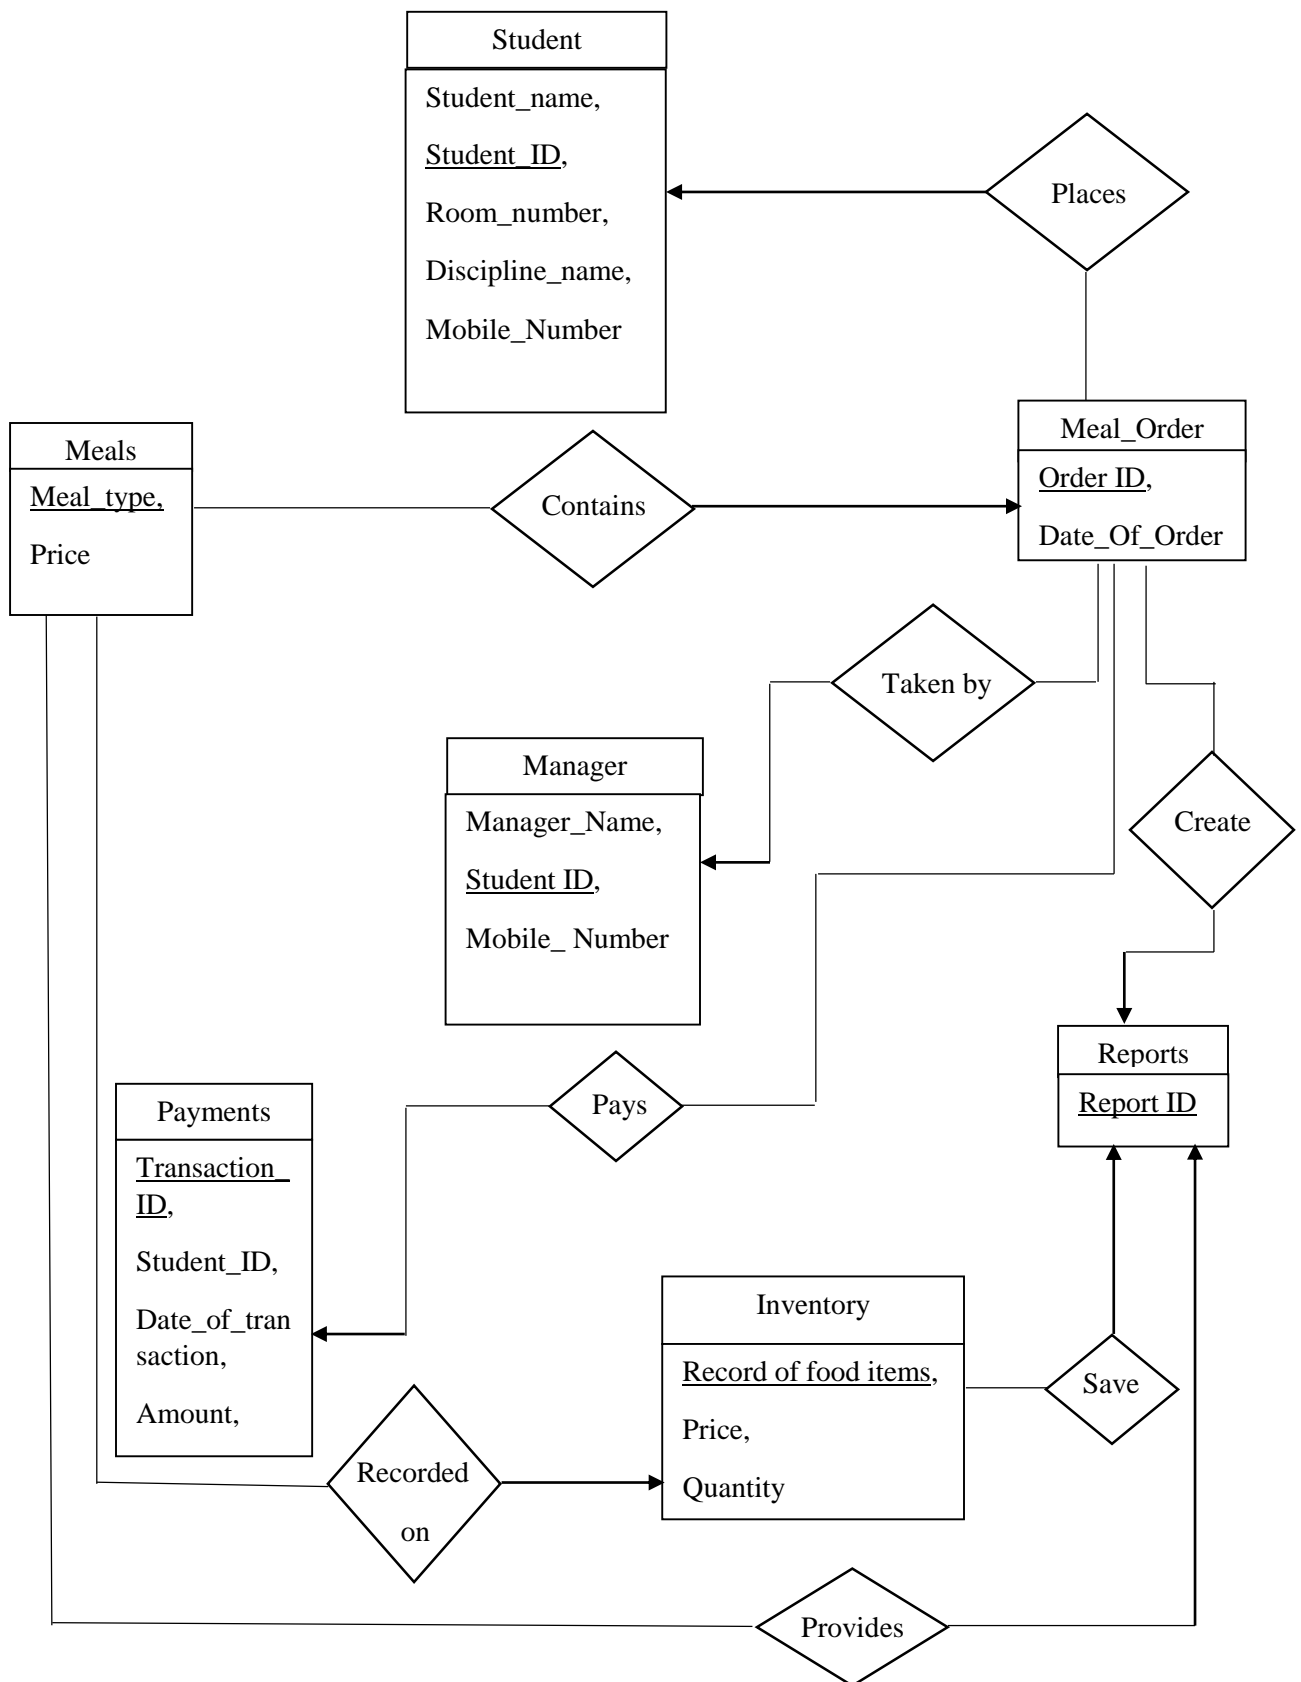 Student
Student_name,
Student_ID,
Room_number,
Discipline_name,
Mobile_Number
Places
Meals
Meal_type,
Price
Contains
Meal_Order
Order ID,
Date_Of_Order
Taken by
Manager
Manager_Name,
Student ID,
Mobile_ Number
Create
Reports
Report ID
Pays
Payments
Transaction_
ID,
Student_ID,
Date_of_tran
saction,
Amount,
Inventory
Record of food items,
Price,
Quantity
Save
Recorded
on
Provides